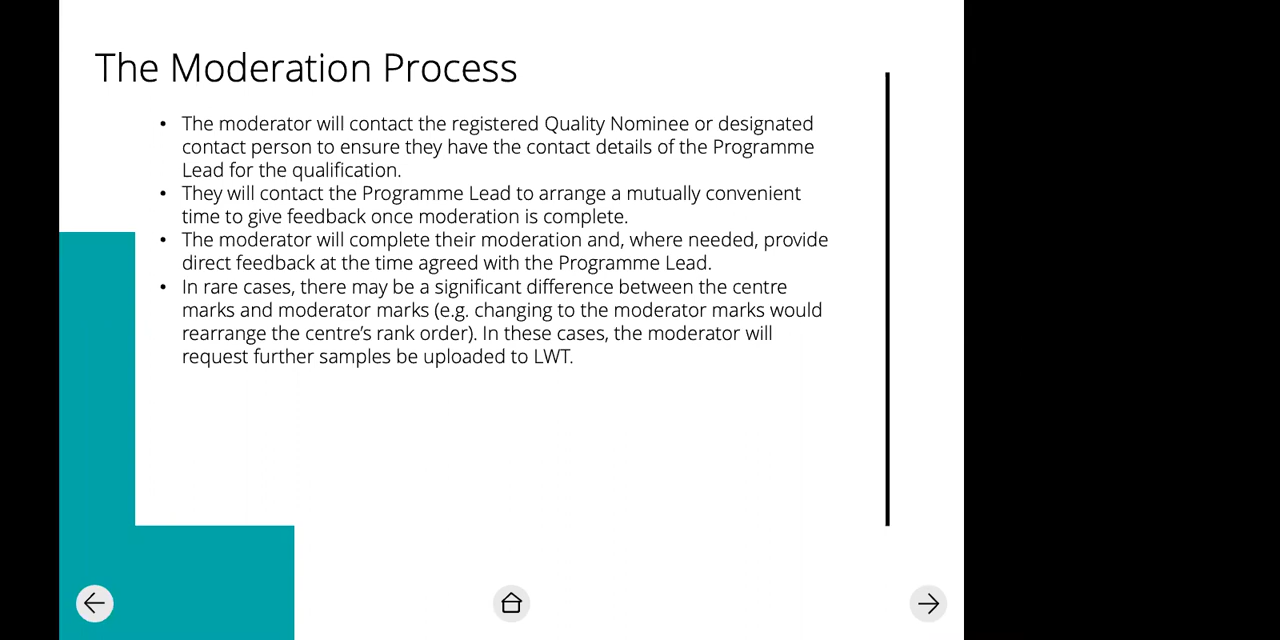 The Moderation Process
• The moderator will contact the registered Quality Nominee or designated
contact person to ensure they have the contact details of the Programme
Lead for the qualification.
• They will contact the Programme Lead to arrange a mutually convenient
time to give feedback once moderation is complete.
• The moderator will complete their moderation and, where needed, provide
direct feedback at the time agreed with the Programme Lead.
• In rare cases, there may be a significant difference between the centre
marks and moderator marks (e.g. changing to the moderator marks would
rearrange the centre’s rank order). In these cases, the moderator will
request further samples be uploaded to LWT.